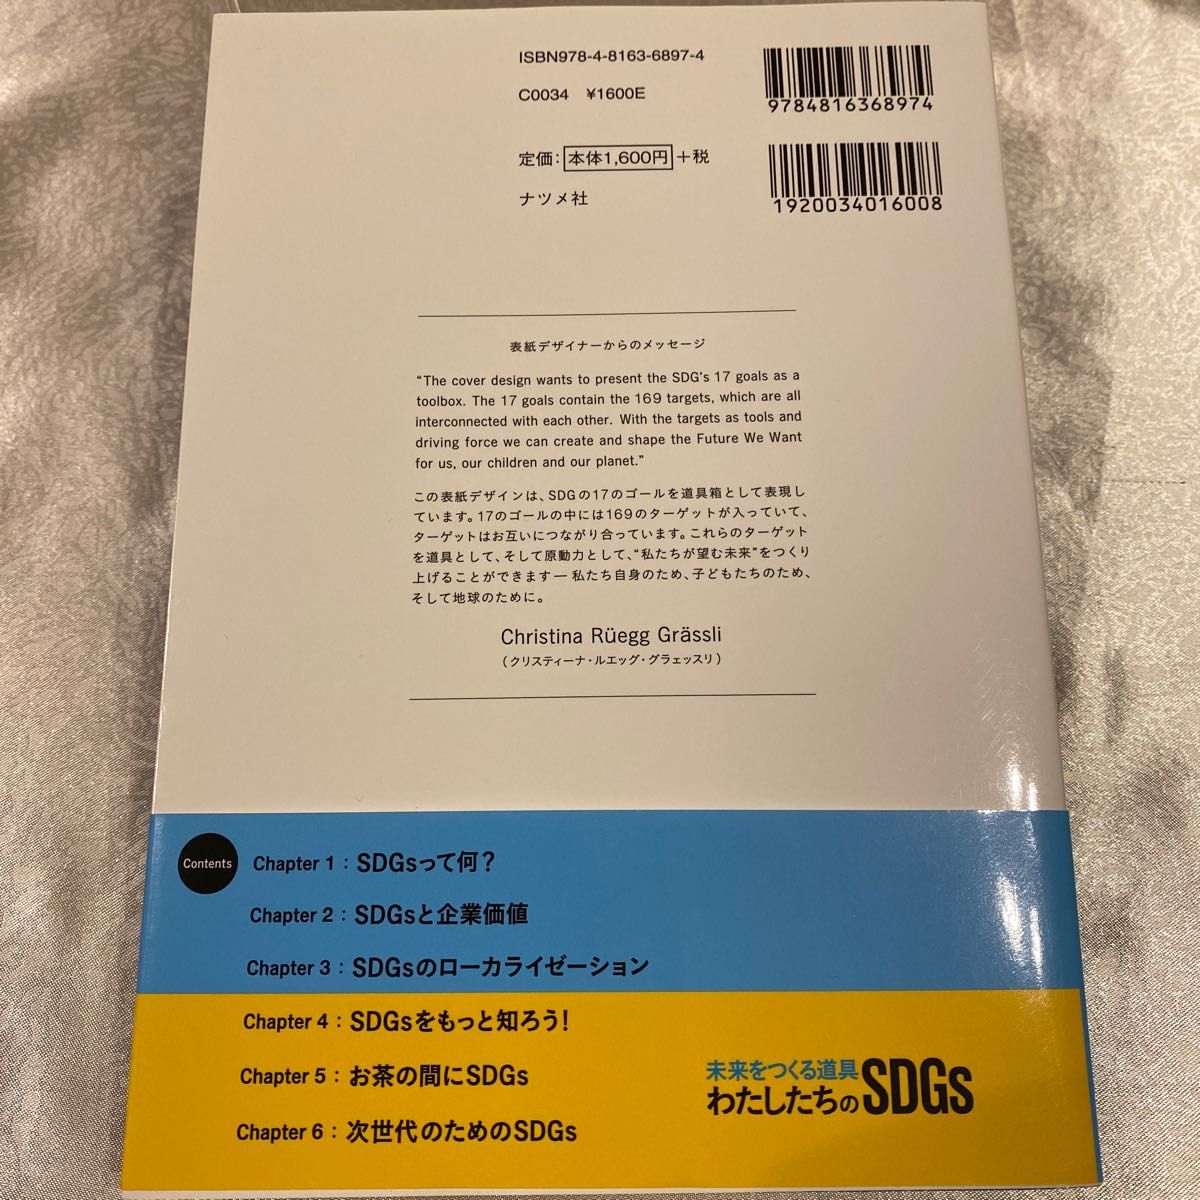 ISBN978-4-8163-6897-4
C0034 ¥1600E
9784816368974
定価：本体1,600円＋税
ナツメ社
1920034016008
表紙デザイナーからのメッセージ
“The cover design wants to present the SDG’s 17 goals as a
toolbox. The 17 goals contain the 169 targets, which are all
interconnected with each other. With the targets as tools and
driving force we can create and shape the Future We Want
for us, our children and our planet.”
この表紙デザインは、SDGの17のゴールを道具箱として表現し
ています。17のゴールの中には169のターゲットが入っていて、
ターゲットはお互いにつながり合っています。これらのターゲット
を道具として、そして原動力として、“私たちが望む未来”をつくり
上げることができます―私たち自身のため、子どもたちのため、
そして地球のために。
Christina Rüegg Grässli
（クリスティーナ・ルエッグ・グラェッスリ）
Contents
Chapter 1：SDGsって何？
Chapter 2：SDGsと企業価値
Chapter 3：SDGsのローカライゼーション
Chapter 4：SDGsをもっと知ろう！
Chapter 5：お茶の間にSDGs
Chapter 6：次世代のためのSDGs
未来をつくる道具
わたしたちのSDGs